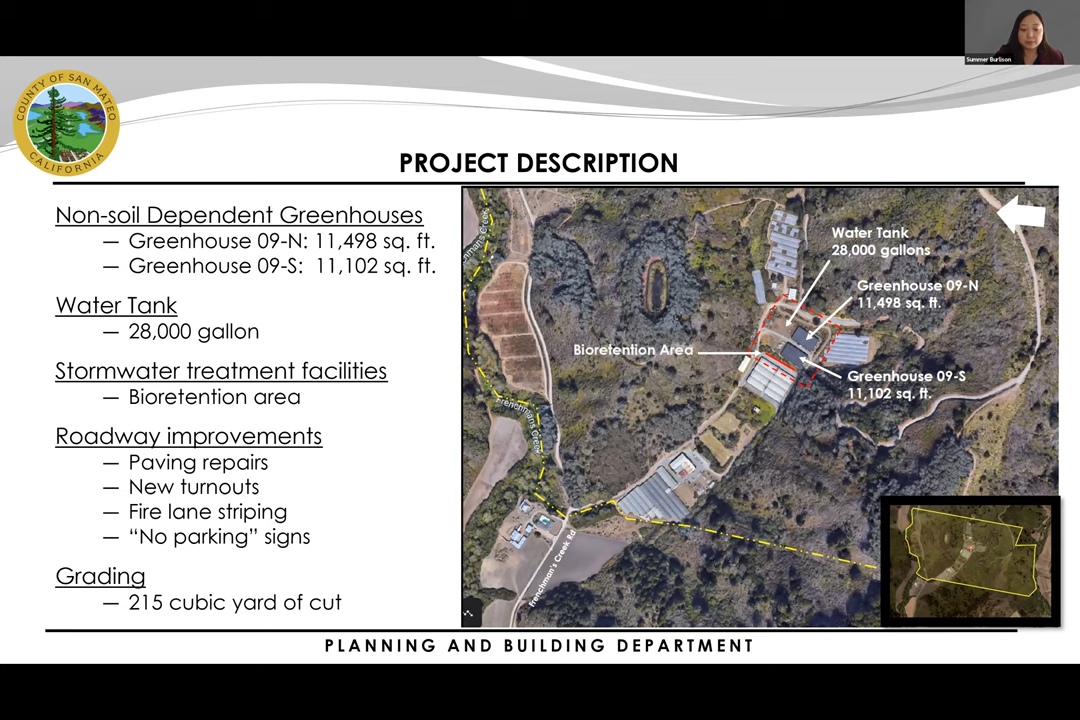 Summer Burlison
COUNTY OF SAN MATEO
CALIFORNIA
PROJECT DESCRIPTION
Non-soil Dependent Greenhouses
— Greenhouse 09-N: 11,498 sq. ft.
— Greenhouse 09-S: 11,102 sq. ft.
Water Tank
— 28,000 gallon
Stormwater treatment facilities
— Bioretention area
Roadway improvements
— Paving repairs
— New turnouts
— Fire lane striping
— “No parking” signs
Grading
— 215 cubic yard of cut
Water Tank
28,000 gallons
Greenhouse 09-N
11,498 sq. ft.
Bioretention Area
Greenhouse 09-S
11,102 sq. ft.
Frenchmans Creek
Frenchman's Creek Rd
PLANNING AND BUILDING DEPARTMENT